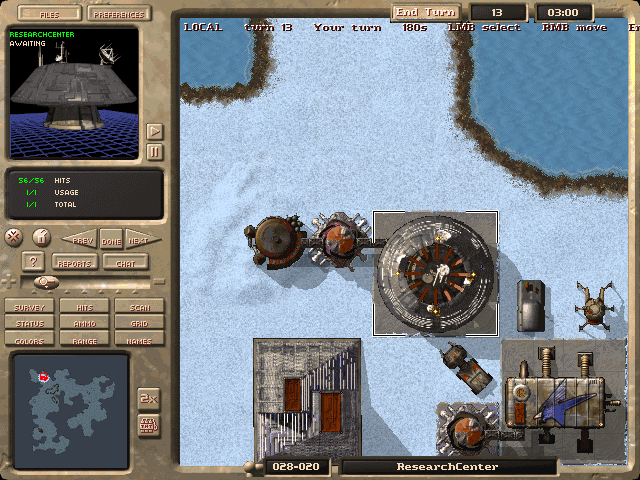 FILES PREFERENCES End Turn 13 03:00
LOCAL turn 13 Your turn 180s LMB select RMB move
RESEARCHCENTER
AWAITING
56/56 HITS
1/1 USAGE
1/1 TOTAL
PREV DONE NEXT
? REPORTS CHAT
SURVEY HITS SCAN
STATUS AMMO GRID
COLORS RANGE NAMES
2x
028-020 ResearchCenter